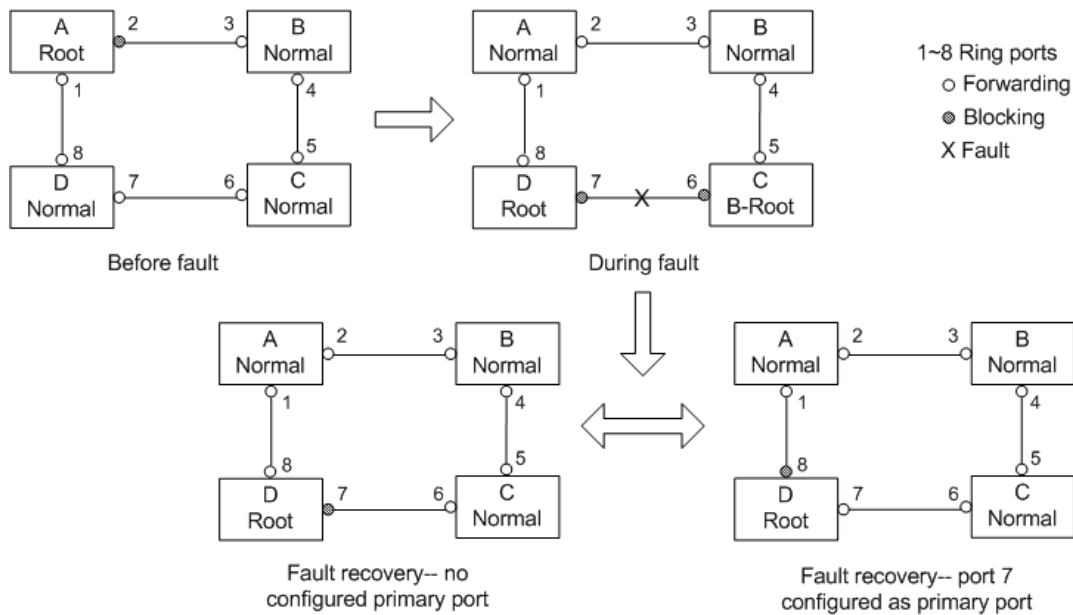 A
Root
2
3
B
Normal
1
4
8
5
D
Normal
7
6
C
Normal
Before fault
A
Normal
2
3
B
Normal
1
4
8
5
D
Root
7
X
6
C
B-Root
During fault
1~8 Ring ports
Forwarding
Blocking
X Fault
A
Normal
2
3
B
Normal
1
4
8
5
D
Root
7
6
C
Normal
Fault recovery-- no
configured primary port
A
Normal
2
3
B
Normal
1
4
8
5
D
Root
7
6
C
Normal
Fault recovery-- port 7
configured as primary port